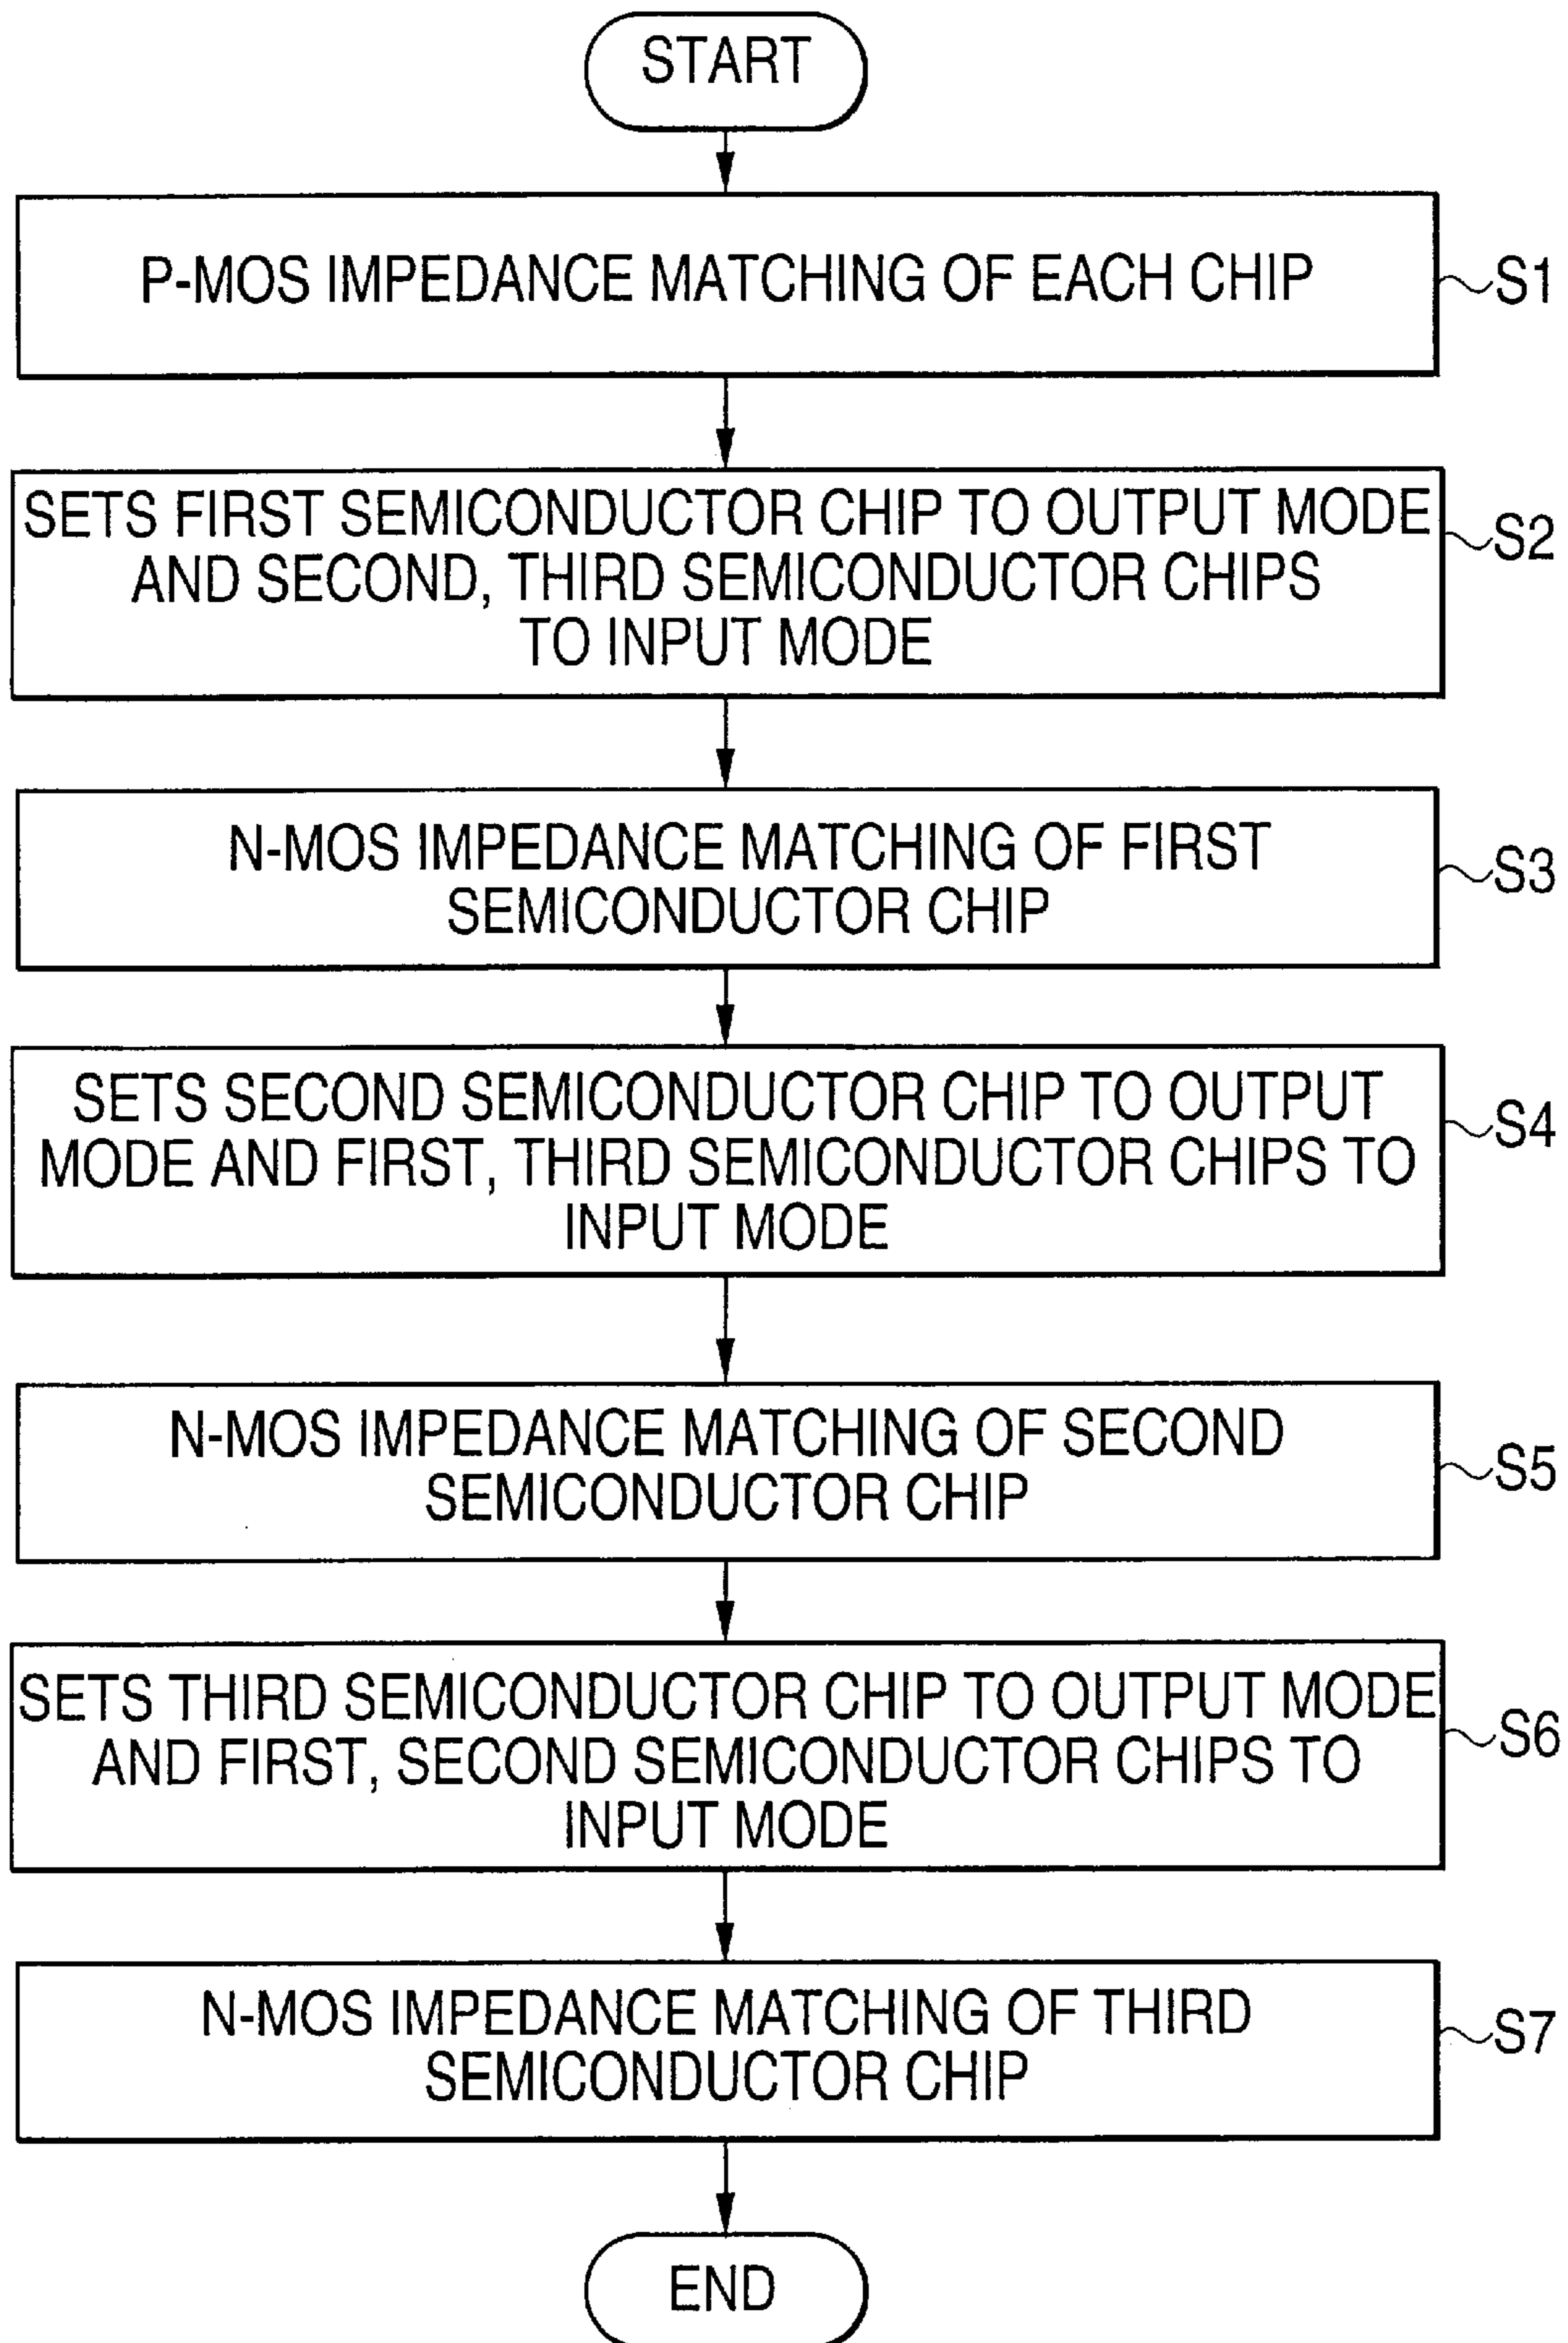 START
P-MOS IMPEDANCE MATCHING OF EACH CHIP
S1
SETS FIRST SEMICONDUCTOR CHIP TO OUTPUT MODE
AND SECOND, THIRD SEMICONDUCTOR CHIPS
TO INPUT MODE
S2
N-MOS IMPEDANCE MATCHING OF FIRST
SEMICONDUCTOR CHIP
S3
SETS SECOND SEMICONDUCTOR CHIP TO OUTPUT
MODE AND FIRST, THIRD SEMICONDUCTOR CHIPS TO
INPUT MODE
S4
N-MOS IMPEDANCE MATCHING OF SECOND
SEMICONDUCTOR CHIP
S5
SETS THIRD SEMICONDUCTOR CHIP TO OUTPUT MODE
AND FIRST, SECOND SEMICONDUCTOR CHIPS TO
INPUT MODE
S6
N-MOS IMPEDANCE MATCHING OF THIRD
SEMICONDUCTOR CHIP
S7
END